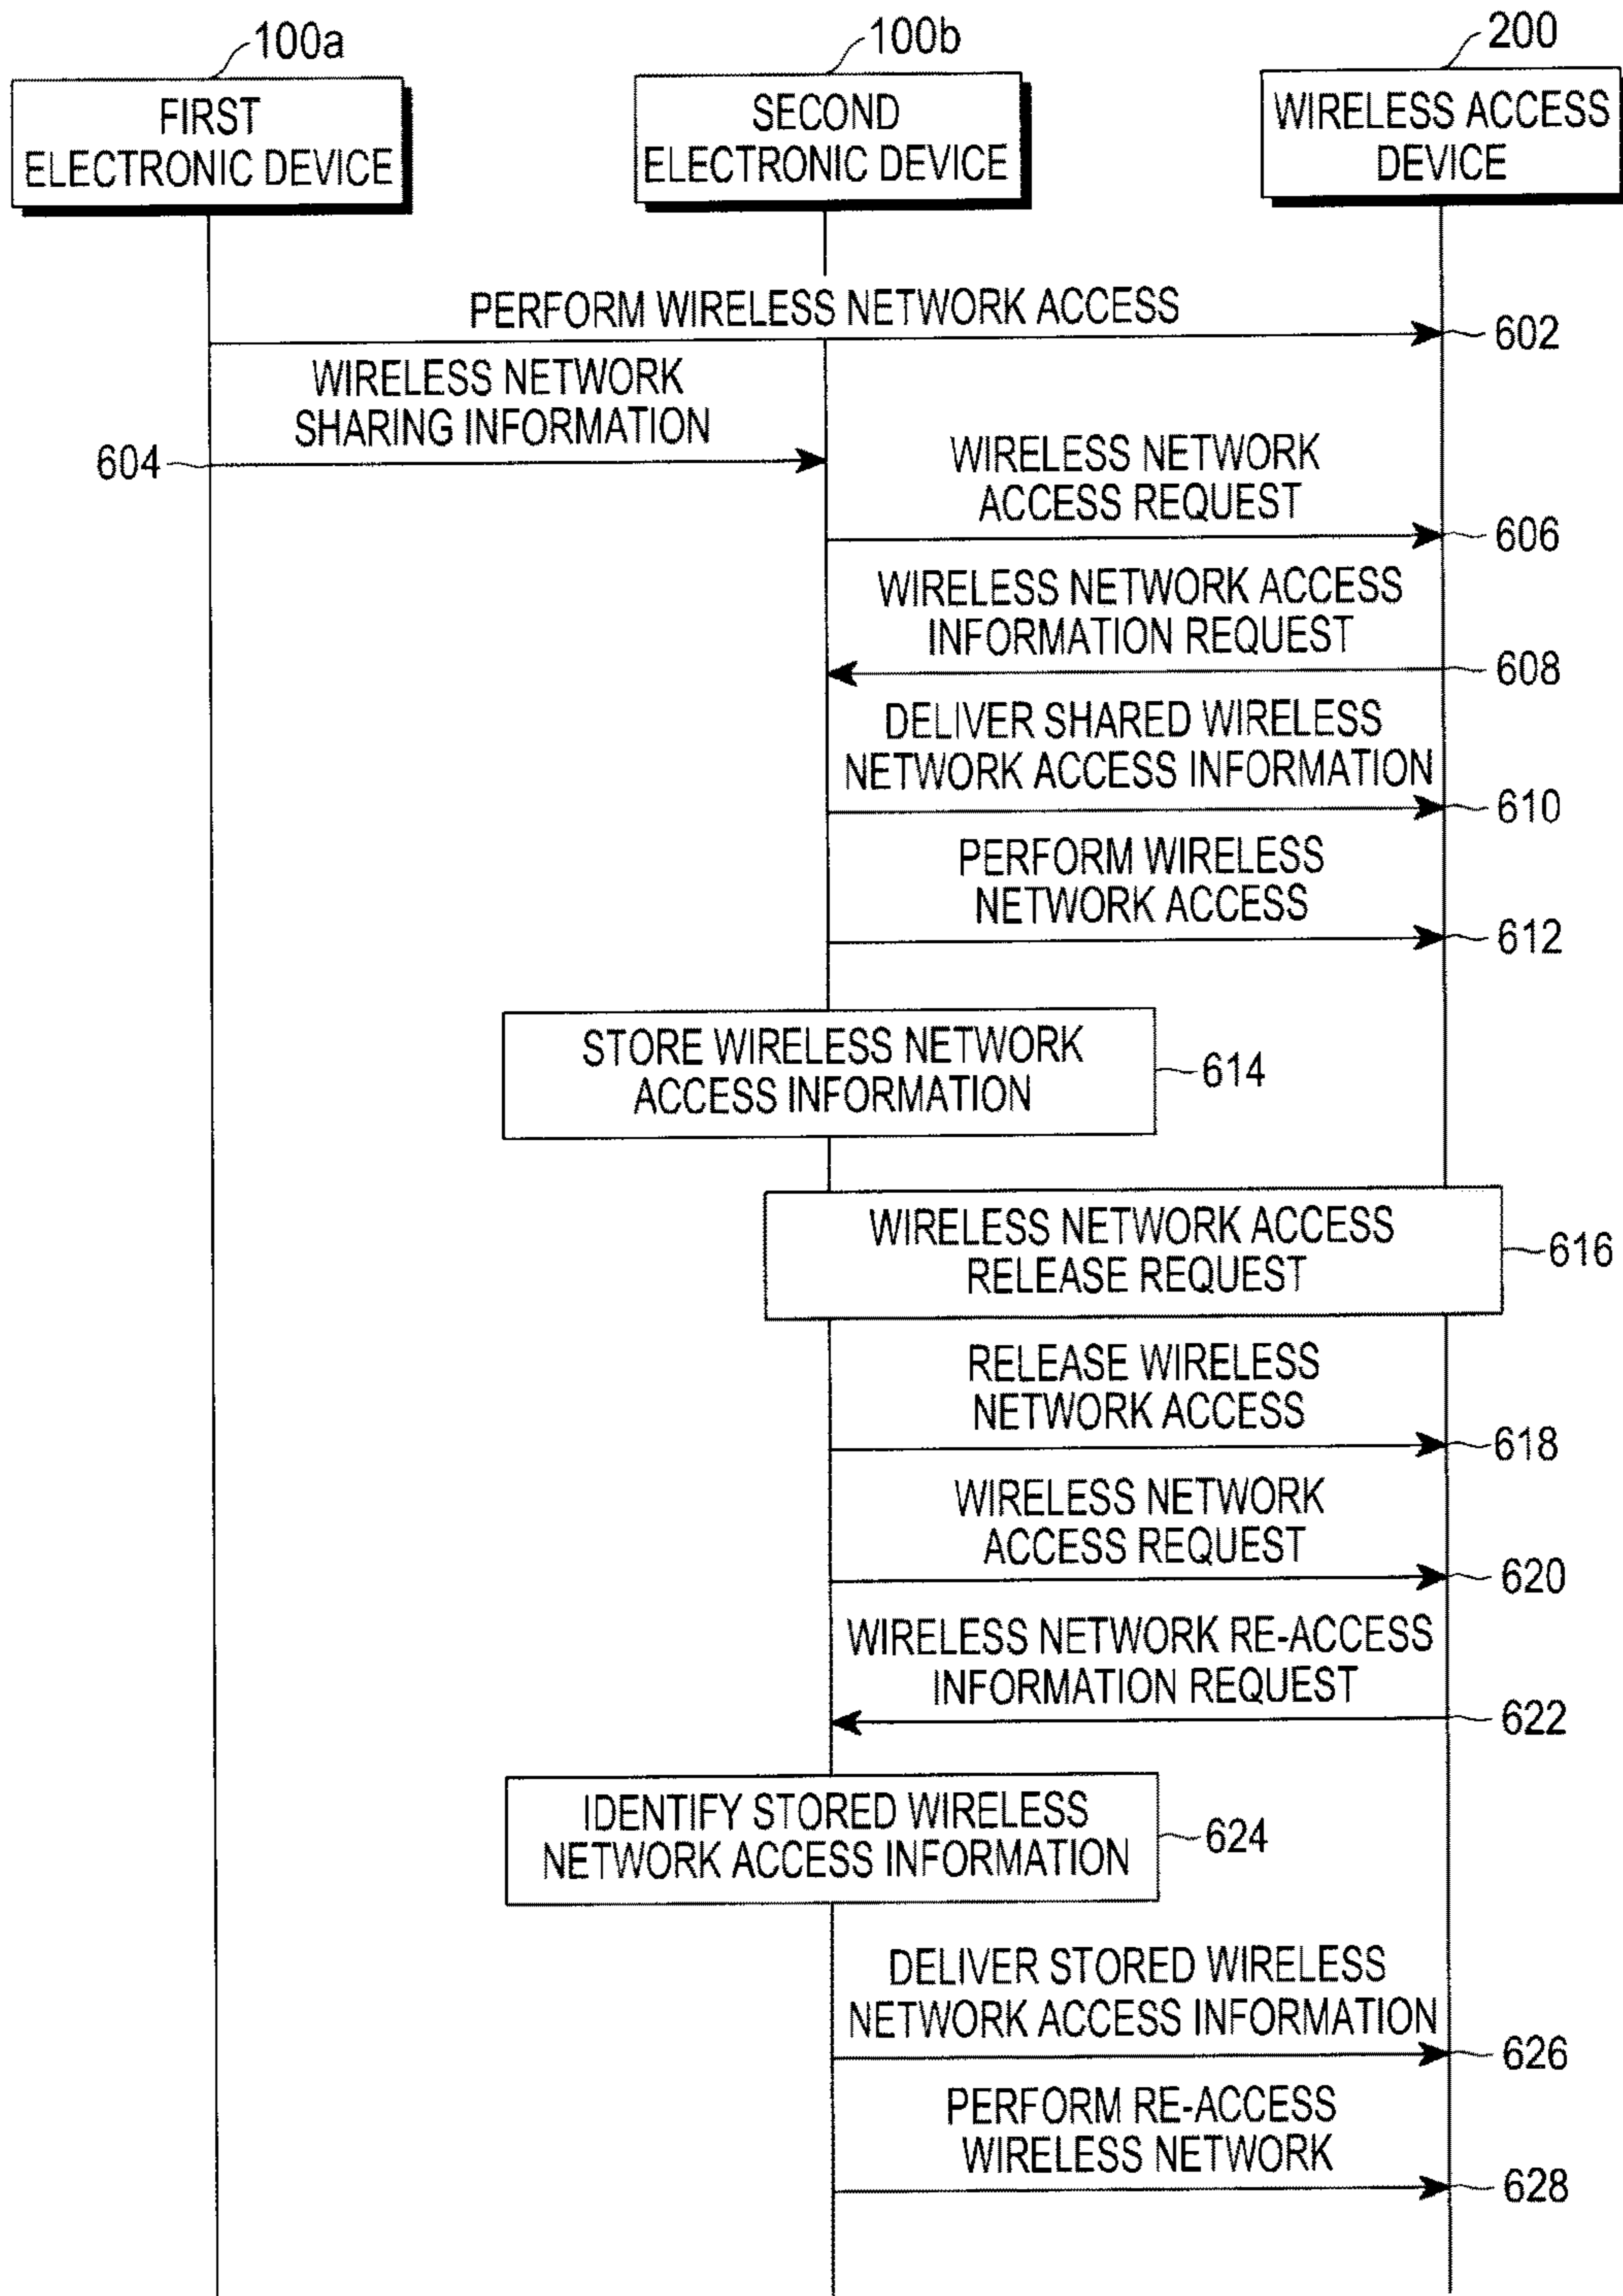 100a
100b
200
FIRST
ELECTRONIC DEVICE
SECOND
ELECTRONIC DEVICE
WIRELESS ACCESS
DEVICE
PERFORM WIRELESS NETWORK ACCESS
602
WIRELESS NETWORK
SHARING INFORMATION
604
WIRELESS NETWORK
ACCESS REQUEST
606
WIRELESS NETWORK ACCESS
INFORMATION REQUEST
608
DELIVER SHARED WIRELESS
NETWORK ACCESS INFORMATION
610
PERFORM WIRELESS
NETWORK ACCESS
612
STORE WIRELESS NETWORK
ACCESS INFORMATION
614
WIRELESS NETWORK ACCESS
RELEASE REQUEST
616
RELEASE WIRELESS
NETWORK ACCESS
618
WIRELESS NETWORK
ACCESS REQUEST
620
WIRELESS NETWORK RE-ACCESS
INFORMATION REQUEST
622
IDENTIFY STORED WIRELESS
NETWORK ACCESS INFORMATION
624
DELIVER STORED WIRELESS
NETWORK ACCESS INFORMATION
626
PERFORM RE-ACCESS
WIRELESS NETWORK
628